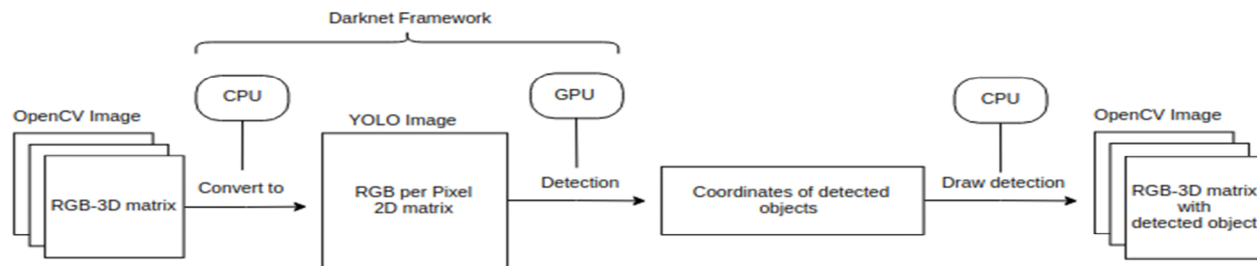 Darknet Framework
CPU
GPU
CPU
OpenCV Image
YOLO Image
OpenCV Image
RGB-3D matrix
Convert to
RGB per Pixel
2D matrix
Detection
Coordinates of detected
objects
Draw detection
RGB-3D matrix
with
detected object